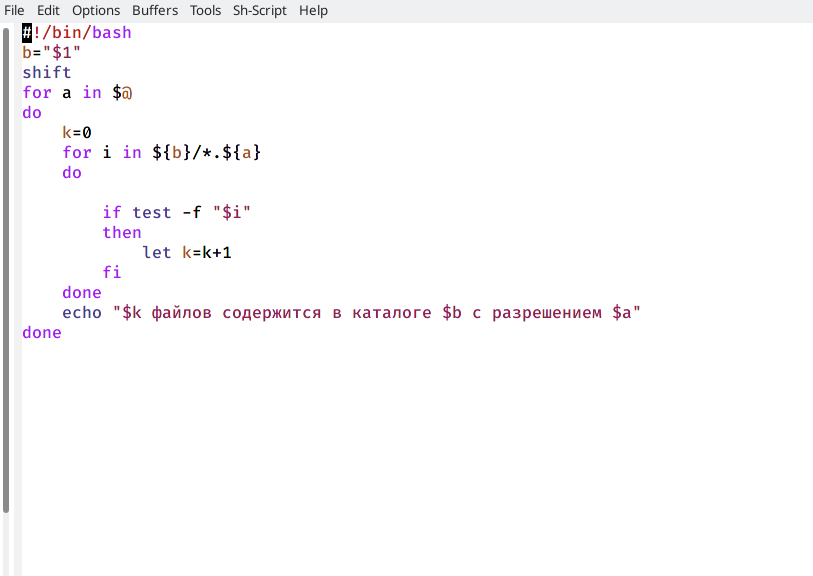 File Edit Options Buffers Tools Sh-Script Help
#!/bin/bash
b="$1"
shift
for a in $@
do
    k=0
    for i in ${b}/*.${a}
    do

        if test -f "$i"
        then
            let k=k+1
        fi
    done
    echo "$k файлов содержится в каталоге $b с разрешением $a"
done